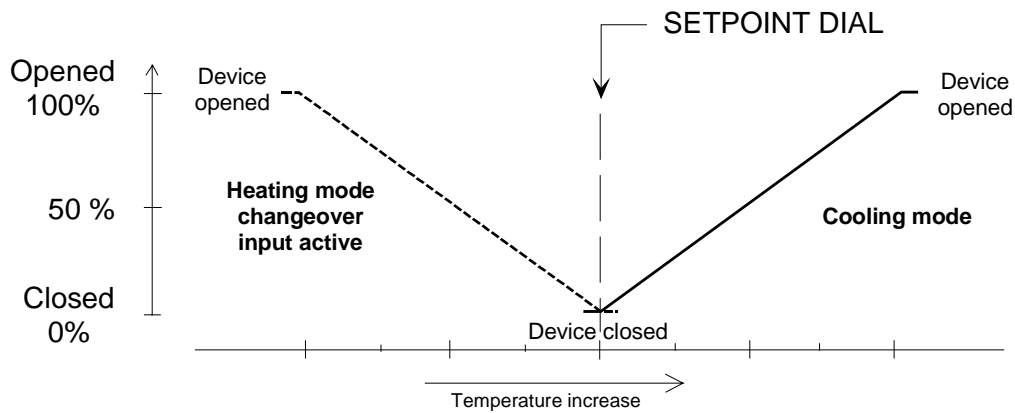 SETPOINT DIAL
Opened
100%
Device
opened
Device
opened
Heating mode
changeover
input active
50 %
Cooling mode
Closed
0%
Device closed
Temperature increase